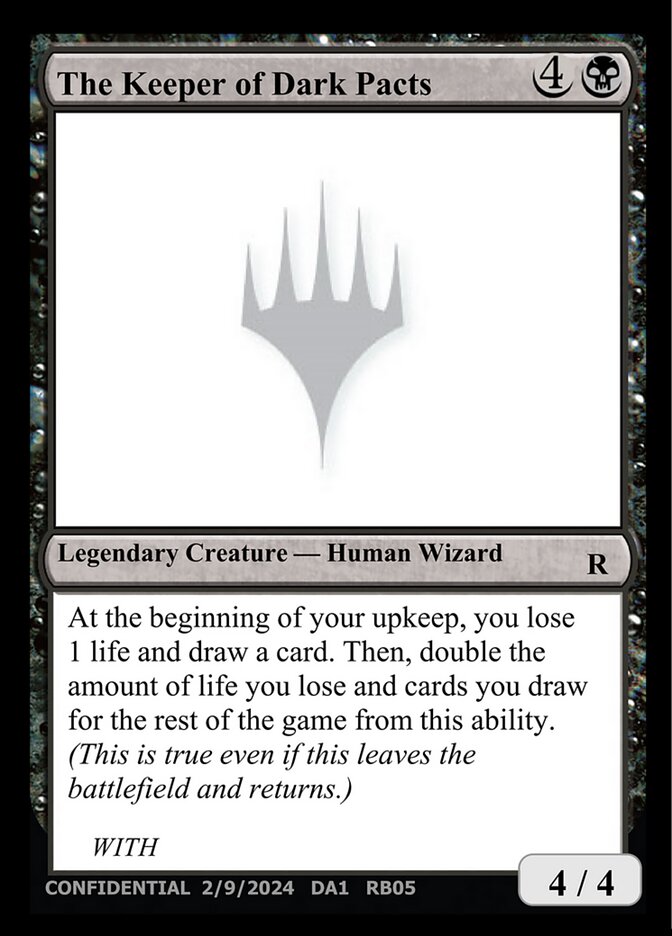 The Keeper of Dark Pacts 4
Legendary Creature — Human Wizard
R
At the beginning of your upkeep, you lose
1 life and draw a card. Then, double the
amount of life you lose and cards you draw
for the rest of the game from this ability.
(This is true even if this leaves the
battlefield and returns.)
WITH
CONFIDENTIAL 2/9/2024 DA1 RB05
4 / 4